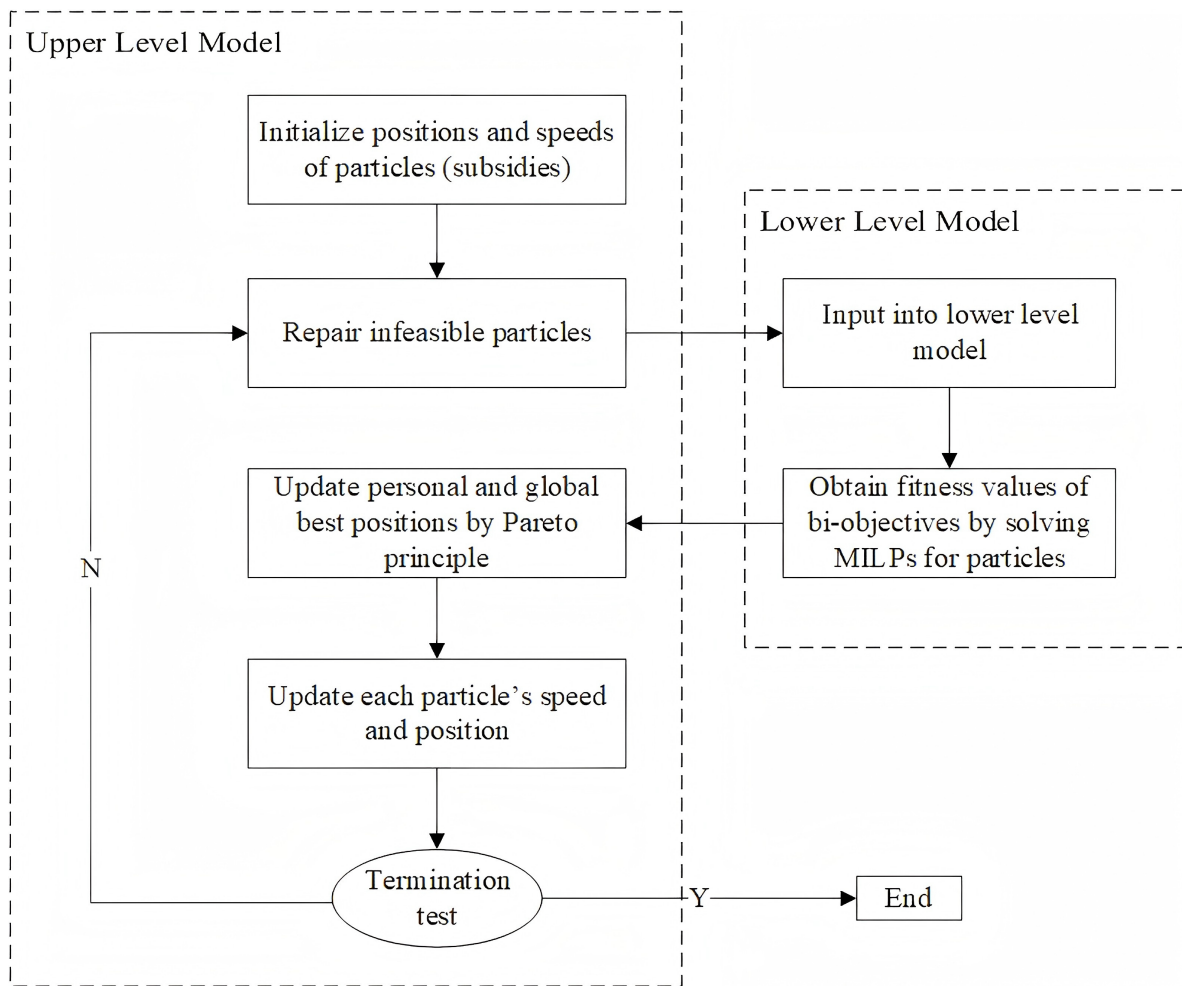 Upper Level Model
Initialize positions and speeds
of particles (subsidies)
Lower Level Model
Repair infeasible particles
Input into lower level
model
Update personal and global
best positions by Pareto
principle
Obtain fitness values of
bi-objectives by solving
MILPs for particles
N
Update each particle’s speed
and position
Termination
test
Y
End